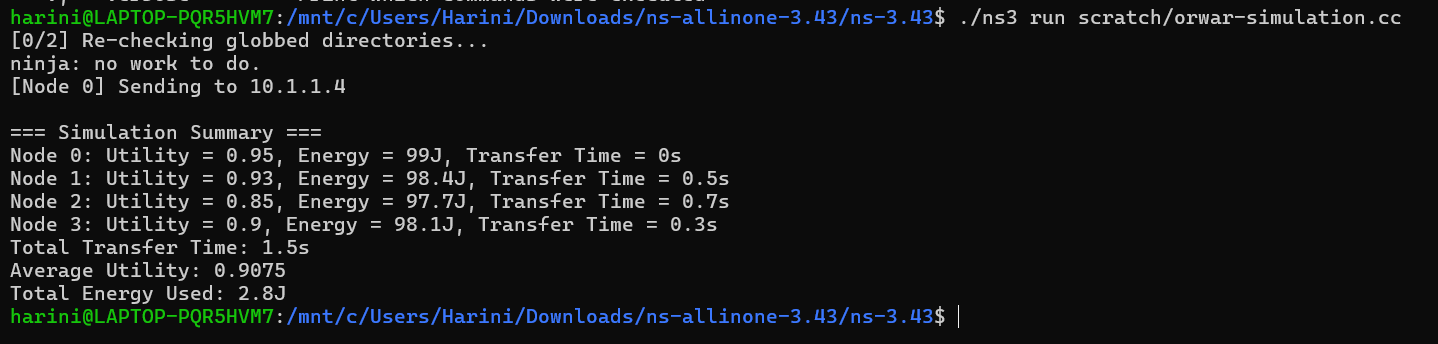 harini@LAPTOP-PQR5HVM7:/mnt/c/Users/Harini/Downloads/ns-allinone-3.43/ns-3.43$ ./ns3 run scratch/orwar-simulation.cc
[0/2] Re-checking globbed directories...
ninja: no work to do.
[Node 0] Sending to 10.1.1.4
=== Simulation Summary ===
Node 0: Utility = 0.95, Energy = 99J, Transfer Time = 0s
Node 1: Utility = 0.93, Energy = 98.4J, Transfer Time = 0.5s
Node 2: Utility = 0.85, Energy = 97.7J, Transfer Time = 0.7s
Node 3: Utility = 0.9, Energy = 98.1J, Transfer Time = 0.3s
Total Transfer Time: 1.5s
Average Utility: 0.9075
Total Energy Used: 2.8J
harini@LAPTOP-PQR5HVM7:/mnt/c/Users/Harini/Downloads/ns-allinone-3.43/ns-3.43$